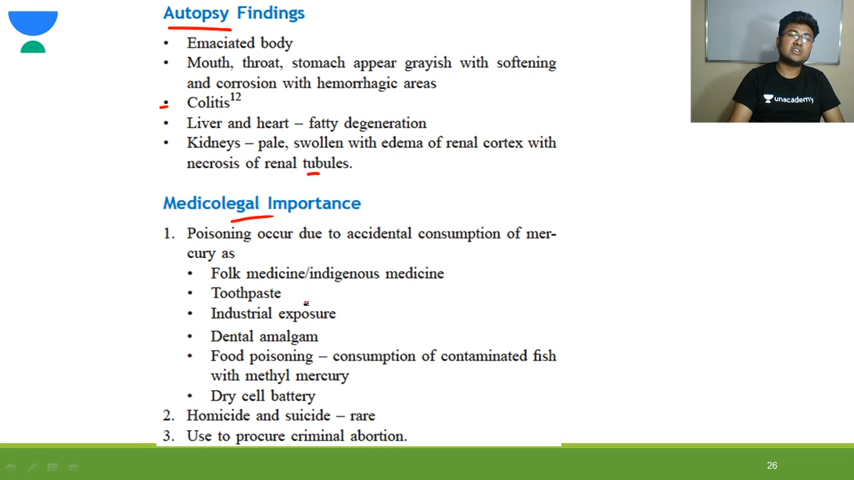 Autopsy Findings
• Emaciated body
• Mouth, throat, stomach appear grayish with softening
and corrosion with hemorrhagic areas
• Colitis12
• Liver and heart – fatty degeneration
• Kidneys – pale, swollen with edema of renal cortex with
necrosis of renal tubules.
Medicolegal Importance
1. Poisoning occur due to accidental consumption of mer-
cury as
• Folk medicine/indigenous medicine
• Toothpaste
• Industrial exposure
• Dental amalgam
• Food poisoning – consumption of contaminated fish
with methyl mercury
• Dry cell battery
2. Homicide and suicide – rare
3. Use to procure criminal abortion.
unacademy
26